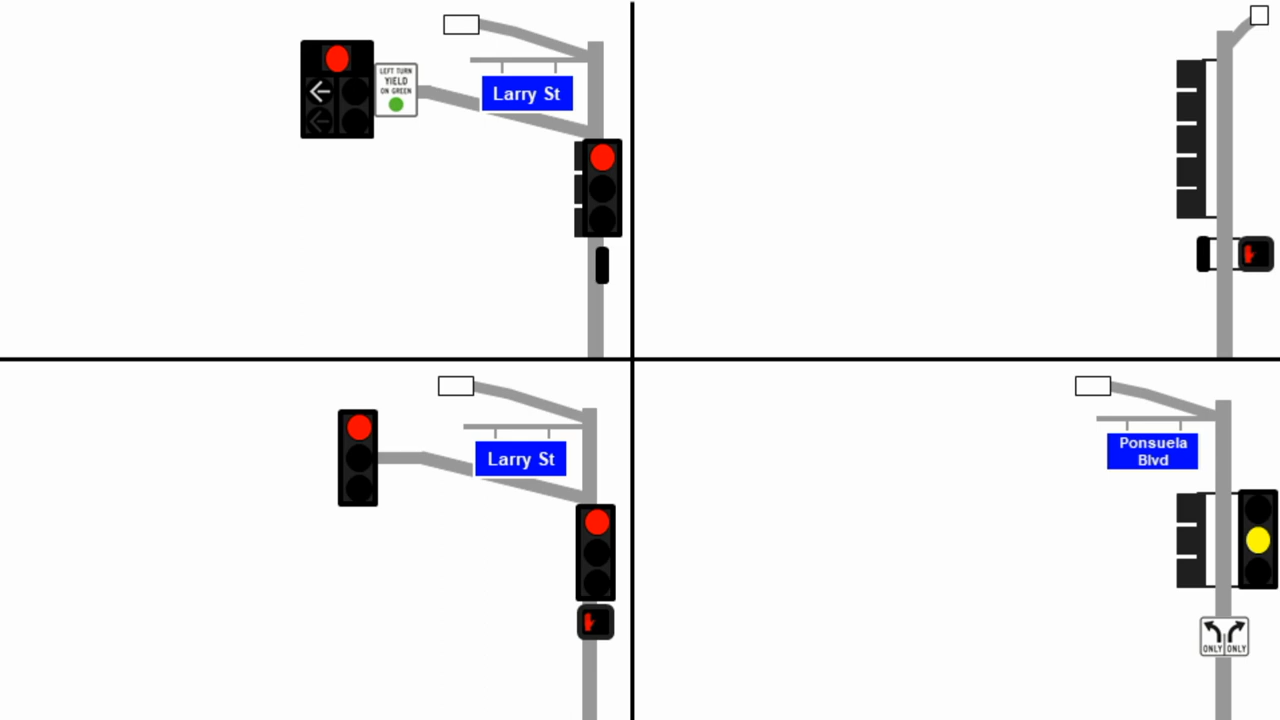 LEFT TURN
YIELD
ON GREEN
Larry St
Larry St
Ponsuela
Blvd
ONLY ONLY